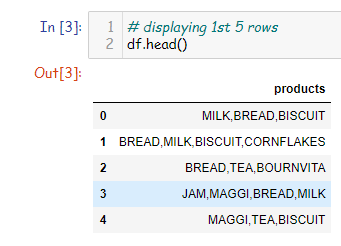 In [3]: 1 # displaying 1st 5 rows
2 df.head()
Out[3]:
products
0 MILK,BREAD,BISCUIT
1 BREAD,MILK,BISCUIT,CORNFLAKES
2 BREAD,TEA,BOURNVITA
3 JAM,MAGGI,BREAD,MILK
4 MAGGI,TEA,BISCUIT